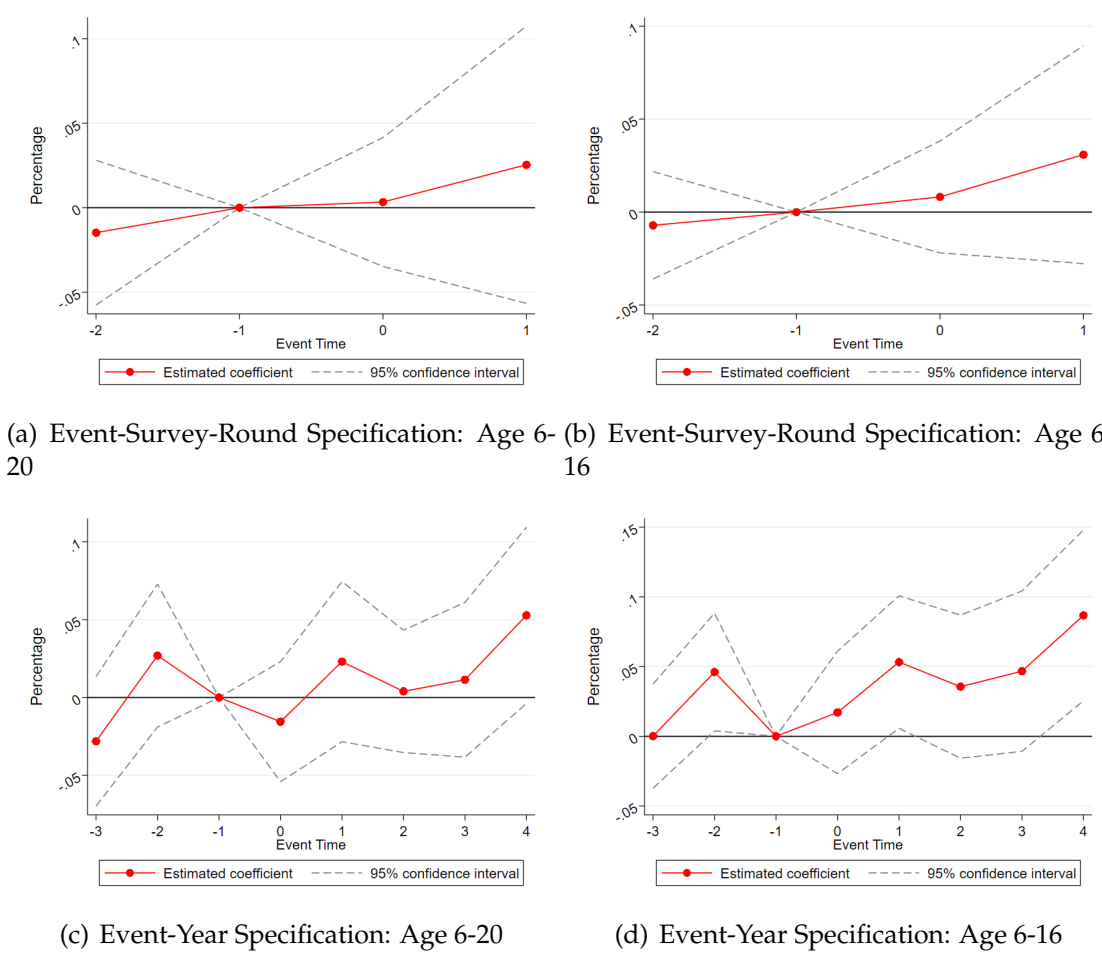 .1
.05
0
-.05
Percentage
-2 -1 0 1
Event Time
Estimated coefficient 95% confidence interval
(a) Event-Survey-Round Specification: Age 6-
20
.1
.05
0
-.05
Percentage
-2 -1 0 1
Event Time
Estimated coefficient 95% confidence interval
(b) Event-Survey-Round Specification: Age 6
16
.1
.05
0
-.05
Percentage
-3 -2 -1 0 1 2 3 4
Event Time
Estimated coefficient 95% confidence interval
(c) Event-Year Specification: Age 6-20
.15
.1
.05
0
-.05
Percentage
-3 -2 -1 0 1 2 3 4
Event Time
Estimated coefficient 95% confidence interval
(d) Event-Year Specification: Age 6-16